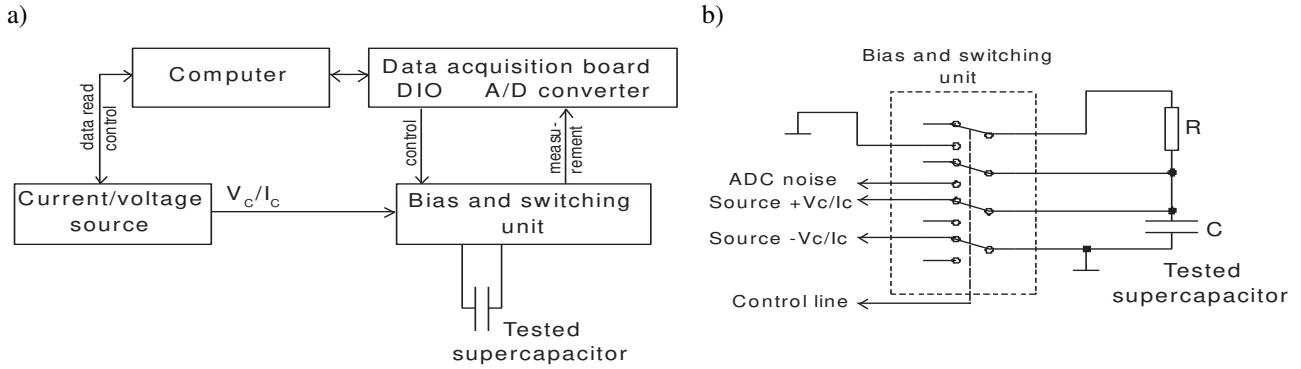 a)
Computer
Data acquisition board
DIO A/D converter
data read
control
control
measu-
rement
Current/voltage
source
V_C/I_C
Bias and switching
unit
Tested
supercapacitor
b)
Bias and switching
unit
R
ADC noise
Source +Vc/Ic
Source -Vc/Ic
C
Tested
supercapacitor
Control line